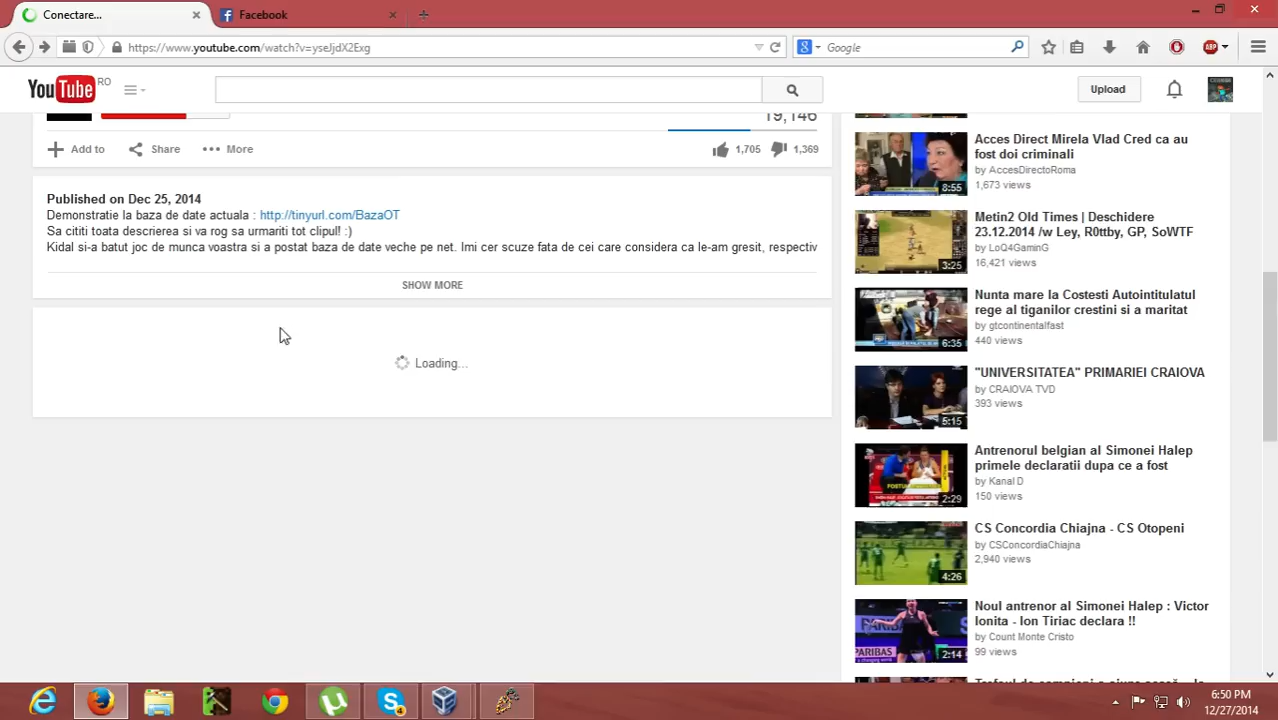 Conectare...
Facebook
https://www.youtube.com/watch?v=yseJjdX2Exg
Google
ABP
YouTube RO
Upload
19,146
Add to
Share
More
1,705
1,369
Published on Dec 25, 2014
Demonstratie la baza de date actuala : http://tinyurl.com/BazaOT
Sa cititi toata descrierea si va rog sa urmariti tot clipul! :)
Kidal si-a batut joc de munca voastra si a postat baza de date veche pe net. Imi cer scuze fata de cei care considera ca le-am gresit, respectiv
SHOW MORE
Loading...
Acces Direct Mirela Vlad Cred ca au
fost doi criminali
by AccesDirectoRoma
1,673 views
8:55
Metin2 Old Times | Deschidere
23.12.2014 /w Ley, R0ttby, GP, SoWTF
by LoQ4GaminG
16,421 views
3:25
Nunta mare la Costesti Autointitulatul
rege al tiganilor crestini si a maritat
by gtcontinentalfast
440 views
6:35
"UNIVERSITATEA" PRIMARIEI CRAIOVA
by CRAIOVA TVD
393 views
5:15
Antrenorul belgian al Simonei Halep
primele declaratii dupa ce a fost
by Kanal D
150 views
2:29
CS Concordia Chiajna - CS Otopeni
by CSConcordiaChiajna
2,940 views
4:26
Noul antrenor al Simonei Halep : Victor
Ionita - Ion Tiriac declara !!
by Count Monte Cristo
99 views
2:14
6:50 PM
12/27/2014